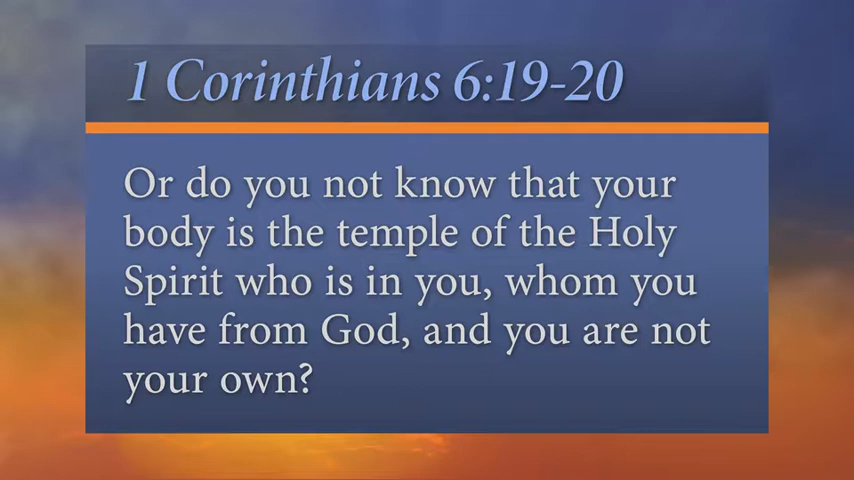 1 Corinthians 6:19-20
Or do you not know that your
body is the temple of the Holy
Spirit who is in you, whom you
have from God, and you are not
your own?